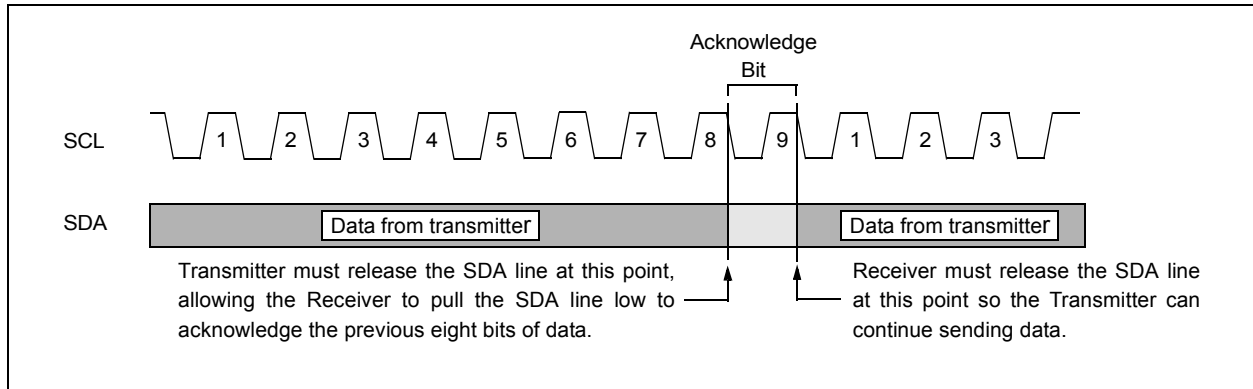 Acknowledge
Bit
SCL
1 2 3 4 5 6 7 8 9 1 2 3
SDA
Data from transmitter
Data from transmitter
Transmitter must release the SDA line at this point,
allowing the Receiver to pull the SDA line low to
acknowledge the previous eight bits of data.
Receiver must release the SDA line
at this point so the Transmitter can
continue sending data.